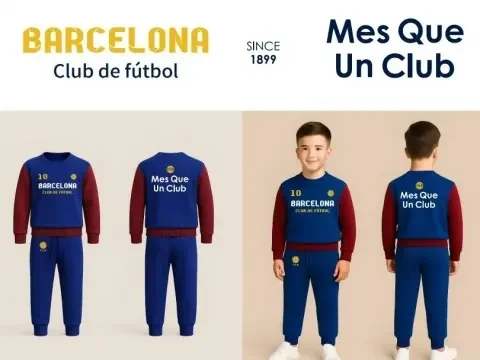 BARCELONA
Club de fútbol
SINCE
1899
Mes Que
Un Club
10
BARCELONA
CLUB DE FÚTBOL
Mes Que
Un Club
10
BARCELONA
CLUB DE FÚTBOL
Mes Que
Un Club